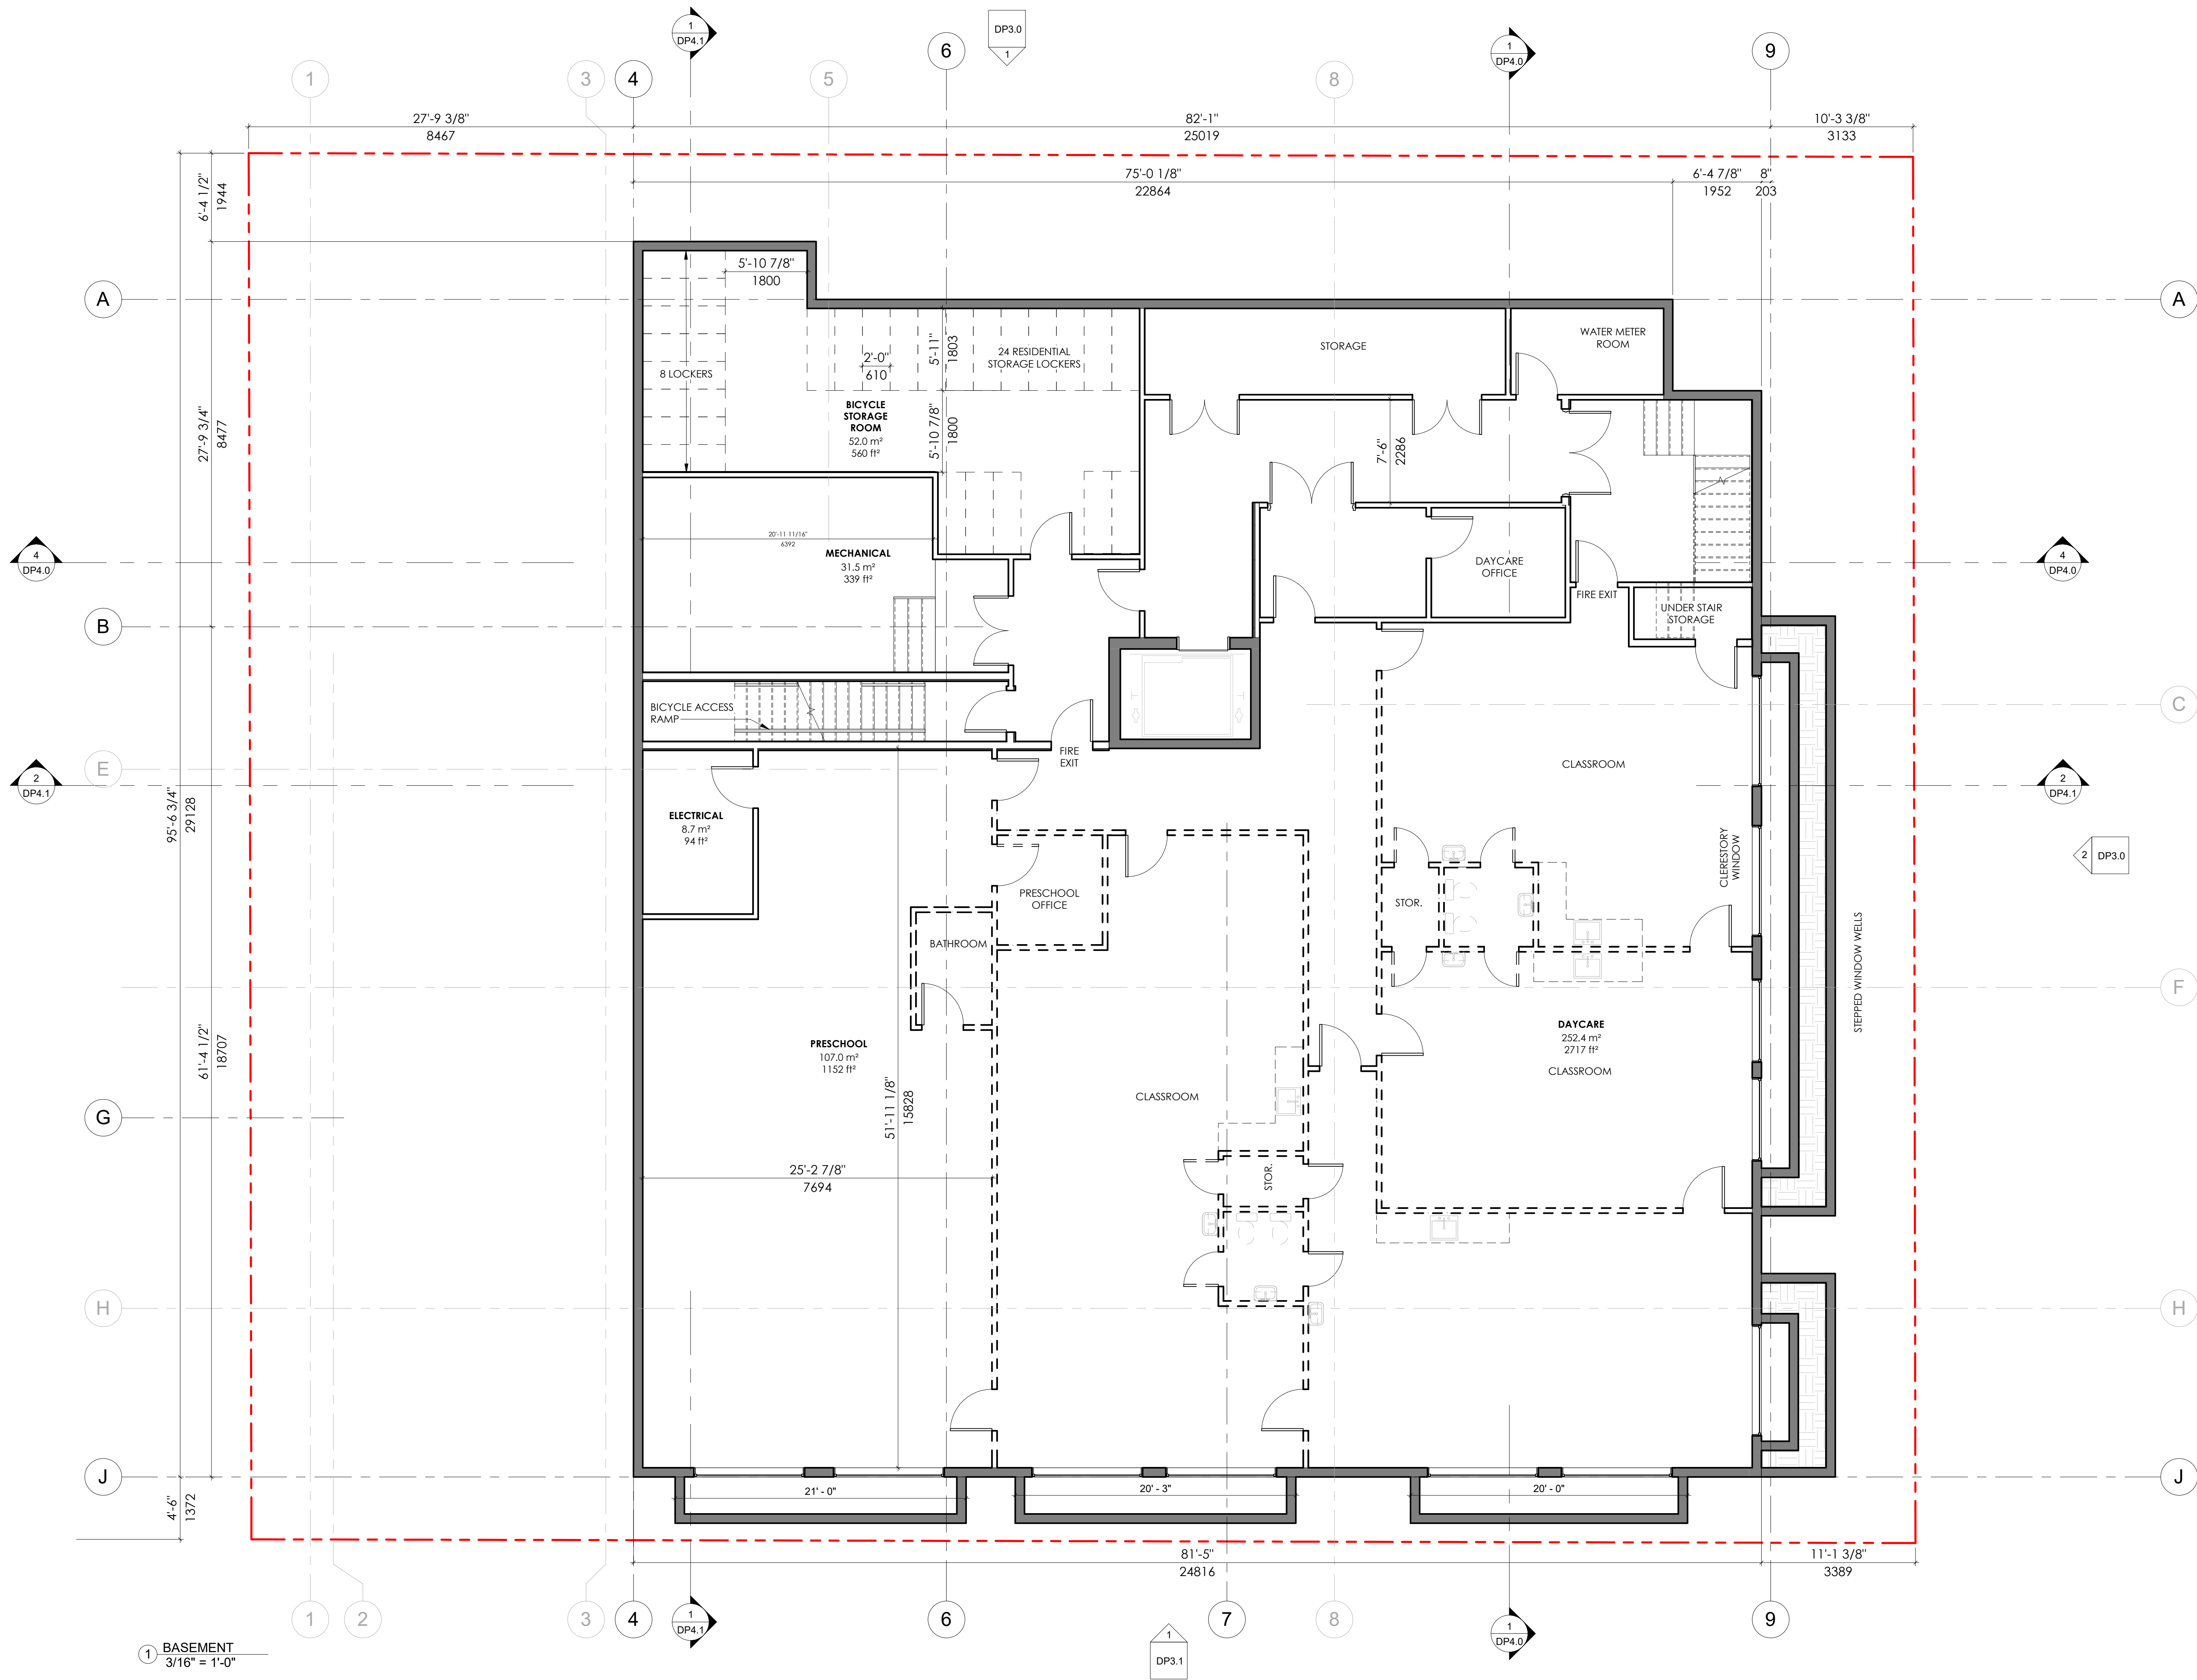 1
DP4.1
6
DP3.0
1
1
DP4.0
9
1
3
4
5
8
27'-9 3/8"
8467
82'-1"
25019
10'-3 3/8"
3133
75'-0 1/8"
22864
6'-4 7/8"
1952
8"
203
6'-4 1/2"
1944
5'-10 7/8"
1800
A
A
8 LOCKERS
2'-0"
610
5'-11"
1803
24 RESIDENTIAL
STORAGE LOCKERS
STORAGE
WATER METER
ROOM
BICYCLE
STORAGE
ROOM
52.0 m²
560 ft²
5'-10 7/8"
1800
27'-9 3/4"
8477
7'-6"
2286
20'-11 11/16"
6392
MECHANICAL
31.5 m²
339 ft²
DAYCARE
OFFICE
4
DP4.0
4
DP4.0
FIRE EXIT
UNDER STAIR
STORAGE
B
BICYCLE ACCESS
RAMP
C
FIRE
EXIT
E
CLASSROOM
2
DP4.1
2
DP4.1
95'-6 3/4"
29128
ELECTRICAL
8.7 m²
94 ft²
CLERESTORY
WINDOW
2
DP3.0
PRESCHOOL
OFFICE
STOR.
BATHROOM
STEPPED WINDOW WELLS
F
61'-4 1/2"
18707
PRESCHOOL
107.0 m²
1152 ft²
DAYCARE
252.4 m²
2717 ft²
CLASSROOM
51'-11 1/8"
15828
CLASSROOM
G
25'-2 7/8"
7694
STOR.
H
H
J
J
21' - 0"
20' - 3"
20' - 0"
4'-6"
1372
81'-5"
24816
11'-1 3/8"
3389
1
2
3
4
1
DP4.1
6
7
8
1
DP4.0
9
1
DP3.1
1
BASEMENT
3/16" = 1'-0"